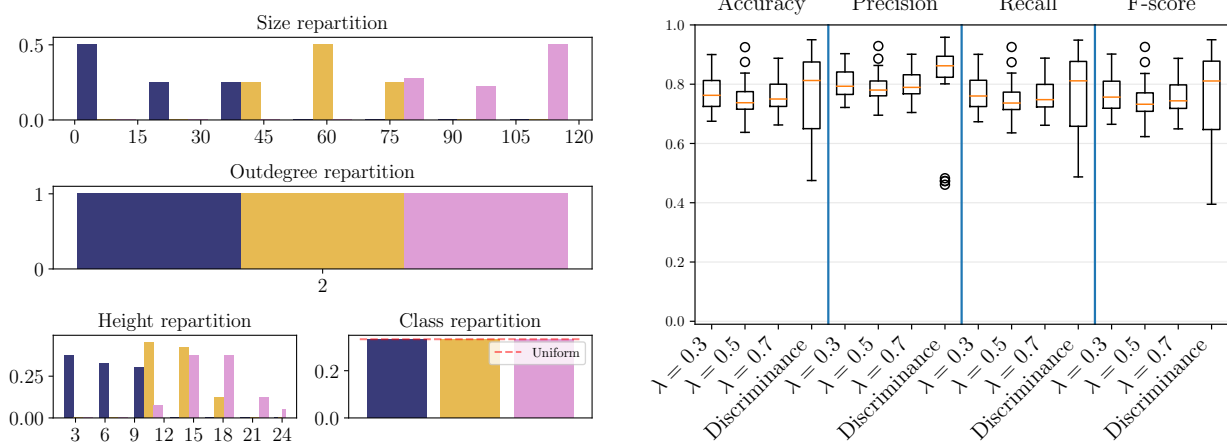 Size repartition
0.5
0.0
0 15 30 45 60 75 90 105 120
Outdegree repartition
1
0
2
Height repartition
0.25
0.00
3 6 9 12 15 18 21 24
Class repartition
Uniform
0.2
0.0
Accuracy Precision Recall F-score
1.0
0.8
0.6
0.4
0.2
0.0
λ = 0.3
λ = 0.5
λ = 0.7
Discriminance
λ = 0.3
λ = 0.5
λ = 0.7
Discriminance
λ = 0.3
λ = 0.5
λ = 0.7
Discriminance
λ = 0.3
λ = 0.5
λ = 0.7
Discriminance